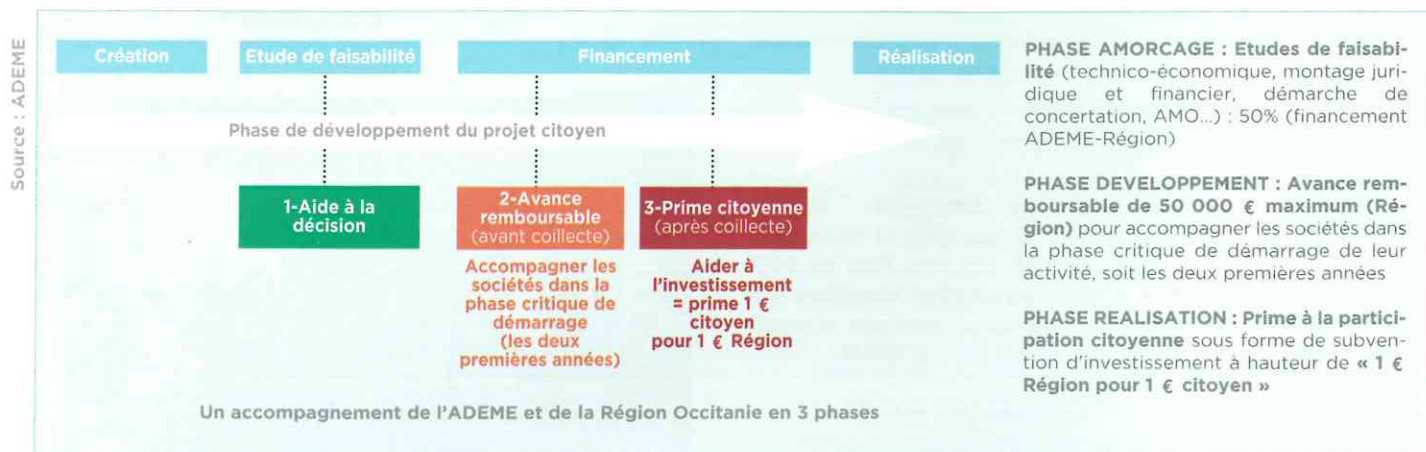 Source : ADEME
Création
Etude de faisabilité
Financement
Réalisation
Phase de développement du projet citoyen
1-Aide à la
décision
2-Avance
remboursable
(avant coillecte)
3-Prime citoyenne
(après coillecte)
Accompagner les
sociétés dans la
phase critique de
démarrage
(les deux
premières années)
Aider à
l'investissement
= prime 1 €
citoyen
pour 1 € Région
Un accompagnement de l'ADEME et de la Région Occitanie en 3 phases
PHASE AMORCAGE : Etudes de faisabi-
lité (technico-économique, montage juri-
dique et financier, démarche de
concertation, AMO...) : 50% (financement
ADEME-Région)
PHASE DEVELOPPEMENT : Avance rem-
boursable de 50 000 € maximum (Ré-
gion) pour accompagner les sociétés dans
la phase critique de démarrage de leur
activité, soit les deux premières années
PHASE REALISATION : Prime à la partici-
pation citoyenne sous forme de subven-
tion d'investissement à hauteur de « 1 €
Région pour 1 € citoyen »